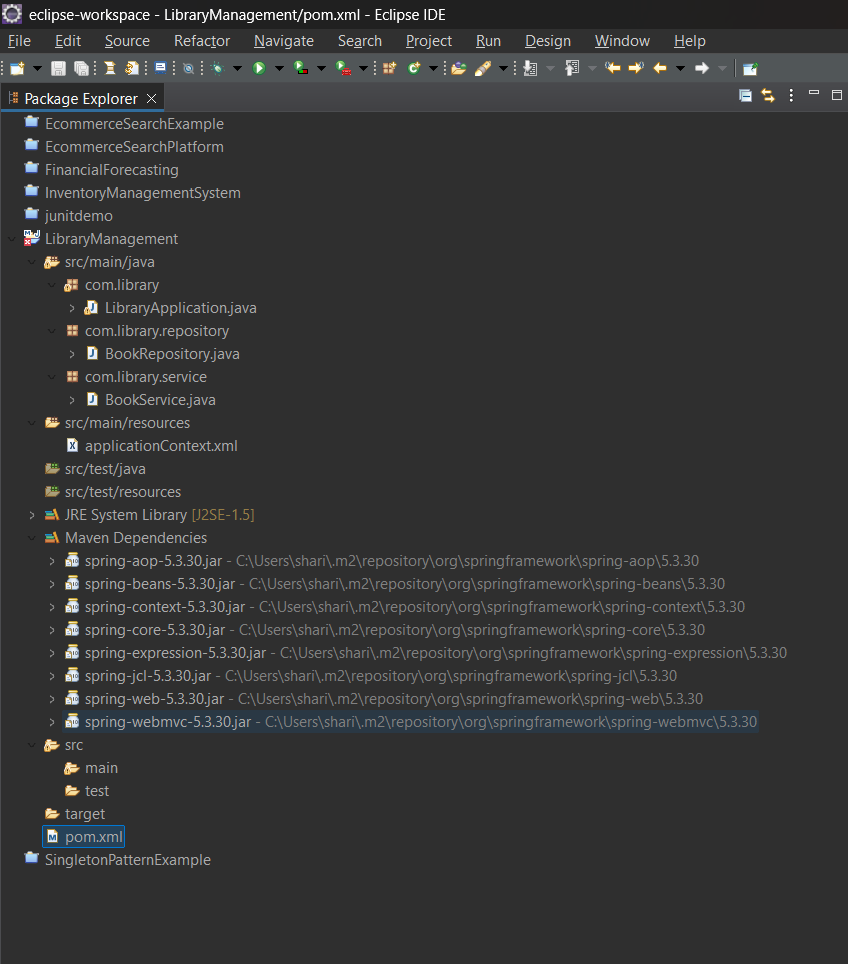 eclipse-workspace - LibraryManagement/pom.xml - Eclipse IDE
File Edit Source Refactor Navigate Search Project Run Design Window Help
Package Explorer
EcommerceSearchExample
EcommerceSearchPlatform
FinancialForecasting
InventoryManagementSystem
junitdemo
LibraryManagement
src/main/java
com.library
LibraryApplication.java
com.library.repository
BookRepository.java
com.library.service
BookService.java
src/main/resources
applicationContext.xml
src/test/java
src/test/resources
JRE System Library [J2SE-1.5]
Maven Dependencies
spring-aop-5.3.30.jar - C:\Users\shari\.m2\repository\org\springframework\spring-aop\5.3.30
spring-beans-5.3.30.jar - C:\Users\shari\.m2\repository\org\springframework\spring-beans\5.3.30
spring-context-5.3.30.jar - C:\Users\shari\.m2\repository\org\springframework\spring-context\5.3.30
spring-core-5.3.30.jar - C:\Users\shari\.m2\repository\org\springframework\spring-core\5.3.30
spring-expression-5.3.30.jar - C:\Users\shari\.m2\repository\org\springframework\spring-expression\5.3.30
spring-jcl-5.3.30.jar - C:\Users\shari\.m2\repository\org\springframework\spring-jcl\5.3.30
spring-web-5.3.30.jar - C:\Users\shari\.m2\repository\org\springframework\spring-web\5.3.30
spring-webmvc-5.3.30.jar - C:\Users\shari\.m2\repository\org\springframework\spring-webmvc\5.3.30
src
main
test
target
pom.xml
SingletonPatternExample